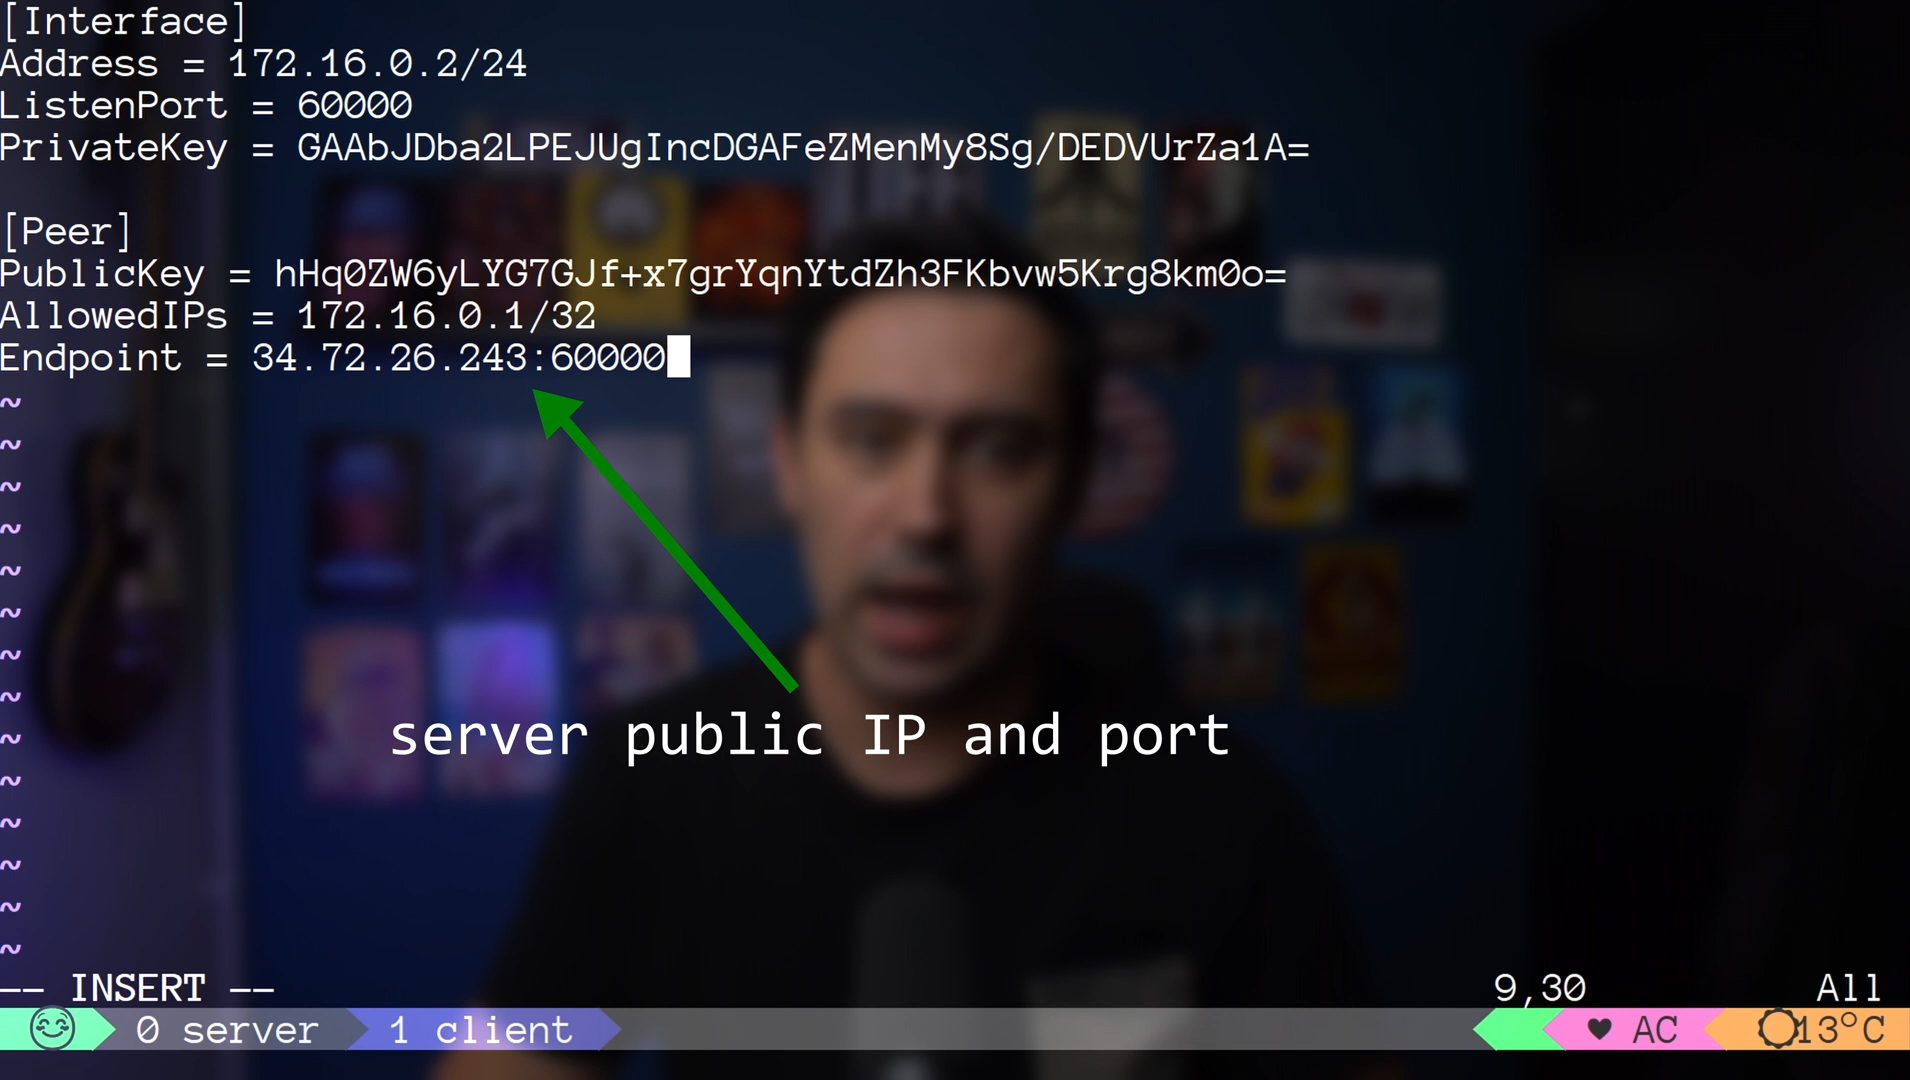 [Interface]
Address = 172.16.0.2/24
ListenPort = 60000
PrivateKey = GAAbJDba2LPEJUgIncDGAFeZMenMy8Sg/DEDVUrZa1A=
[Peer]
PublicKey = hHq0ZW6yLYG7GJf+x7grYqnYtdZh3FKbvw5Krg8km0o=
AllowedIPs = 172.16.0.1/32
Endpoint = 34.72.26.243:60000
~
~
~
~
~
~
~
~
~
~
~
~
~
~
server public IP and port
-- INSERT -- 9,30 All
0 server 1 client ♥ AC 13°C